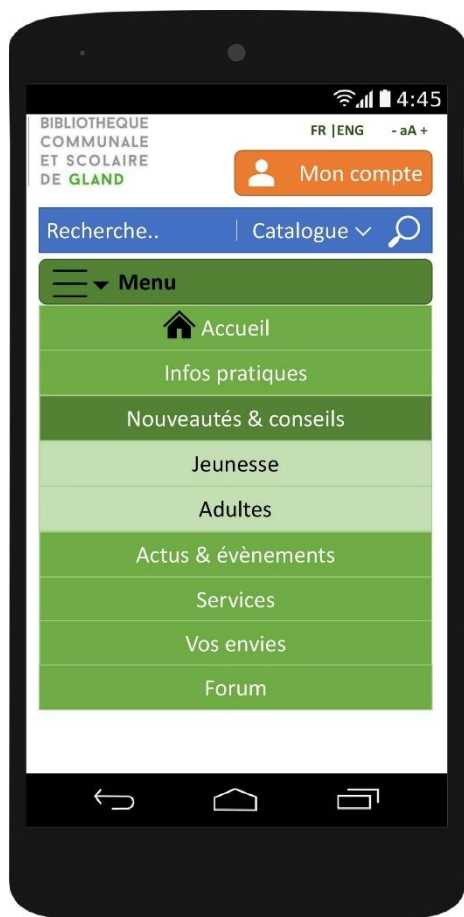 4:45
BIBLIOTHEQUE
COMMUNALE
ET SCOLAIRE
DE GLAND
FR |ENG - aA +
Mon compte
Recherche.. | Catalogue
Menu
Accueil
Infos pratiques
Nouveautés & conseils
Jeunesse
Adultes
Actus & évènements
Services
Vos envies
Forum